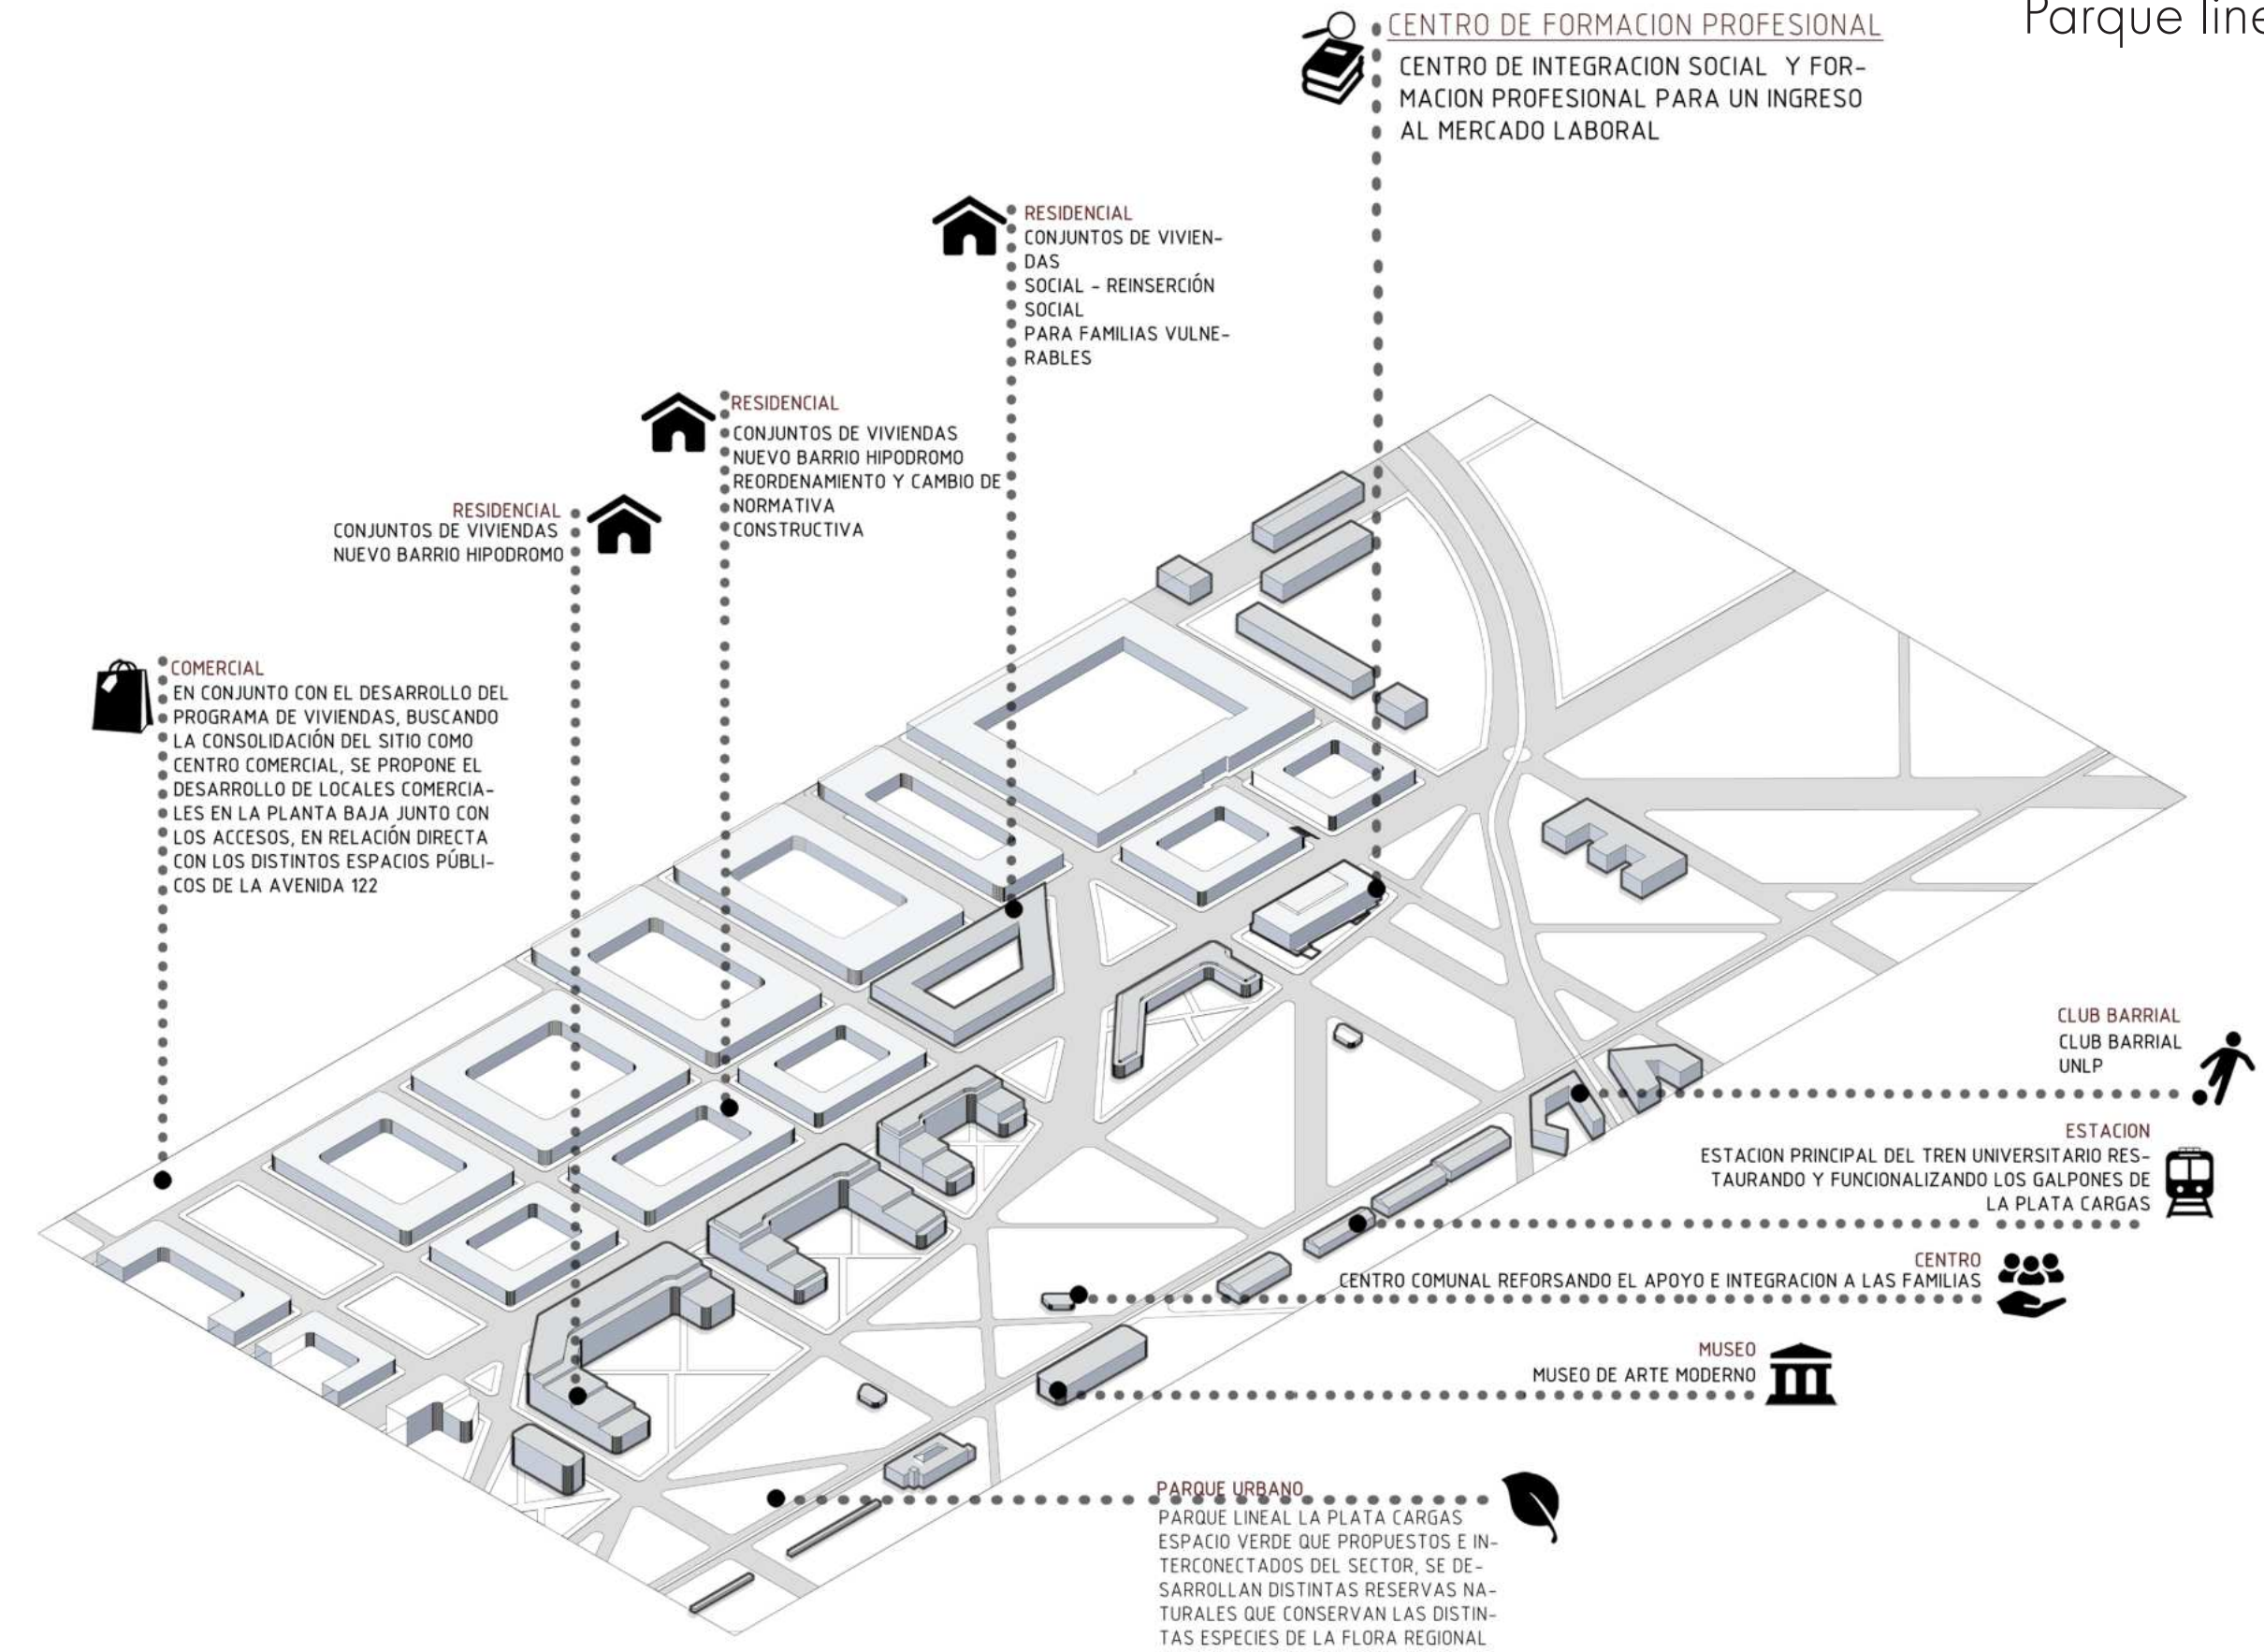 Parque line
CENTRO DE FORMACION PROFESIONAL
CENTRO DE INTEGRACION SOCIAL Y FOR-
MACION PROFESIONAL PARA UN INGRESO
AL MERCADO LABORAL
RESIDENCIAL
CONJUNTOS DE VIVIEN-
DAS
SOCIAL - REINSERCIÓN
SOCIAL
PARA FAMILIAS VULNE-
RABLES
RESIDENCIAL
CONJUNTOS DE VIVIENDAS
NUEVO BARRIO HIPODROMO
REORDENAMIENTO Y CAMBIO DE
NORMATIVA
CONSTRUCTIVA
RESIDENCIAL
CONJUNTOS DE VIVIENDAS
NUEVO BARRIO HIPODROMO
COMERCIAL
EN CONJUNTO CON EL DESARROLLO DEL
PROGRAMA DE VIVIENDAS, BUSCANDO
LA CONSOLIDACIÓN DEL SITIO COMO
CENTRO COMERCIAL, SE PROPONE EL
DESARROLLO DE LOCALES COMERCIA-
LES EN LA PLANTA BAJA JUNTO CON
LOS ACCESOS, EN RELACIÓN DIRECTA
CON LOS DISTINTOS ESPACIOS PÚBLI-
COS DE LA AVENIDA 122
CLUB BARRIAL
CLUB BARRIAL
UNLP
ESTACION
ESTACION PRINCIPAL DEL TREN UNIVERSITARIO RES-
TAURANDO Y FUNCIONALIZANDO LOS GALPONES DE
LA PLATA CARGAS
CENTRO
CENTRO COMUNAL REFORSANDO EL APOYO E INTEGRACION A LAS FAMILIAS
MUSEO
MUSEO DE ARTE MODERNO
PARQUE URBANO
PARQUE LINEAL LA PLATA CARGAS
ESPACIO VERDE QUE PROPUESTOS E IN-
TERCONECTADOS DEL SECTOR, SE DE-
SARROLLAN DISTINTAS RESERVAS NA-
TURALES QUE CONSERVAN LAS DISTIN-
TAS ESPECIES DE LA FLORA REGIONAL